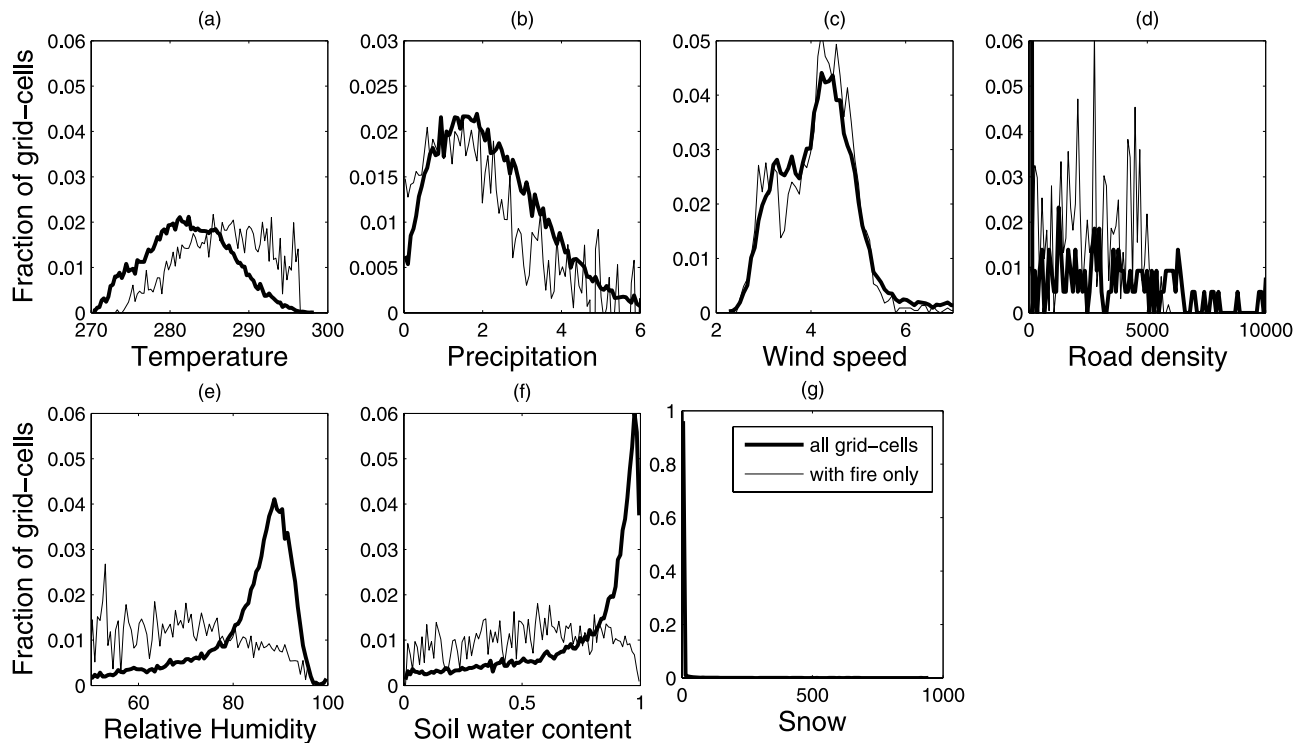 (a)
(b)
(c)
(d)
0.06
0.05
0.04
0.03
0.02
0.01
0
270 280 290 300
Temperature
Fraction of grid-cells
0.03
0.025
0.02
0.015
0.01
0.005
0
0 2 4 6
Precipitation
0.05
0.04
0.03
0.02
0.01
0
2 4 6
Wind speed
0.06
0.05
0.04
0.03
0.02
0.01
0
0 5000 10000
Road density
(e)
(f)
(g)
0.06
0.05
0.04
0.03
0.02
0.01
0
60 80 100
Relative Humidity
Fraction of grid-cells
0.06
0.05
0.04
0.03
0.02
0.01
0
0 0.5 1
Soil water content
1
0.8
0.6
0.4
0.2
0
0 500 1000
Snow
all grid-cells
with fire only